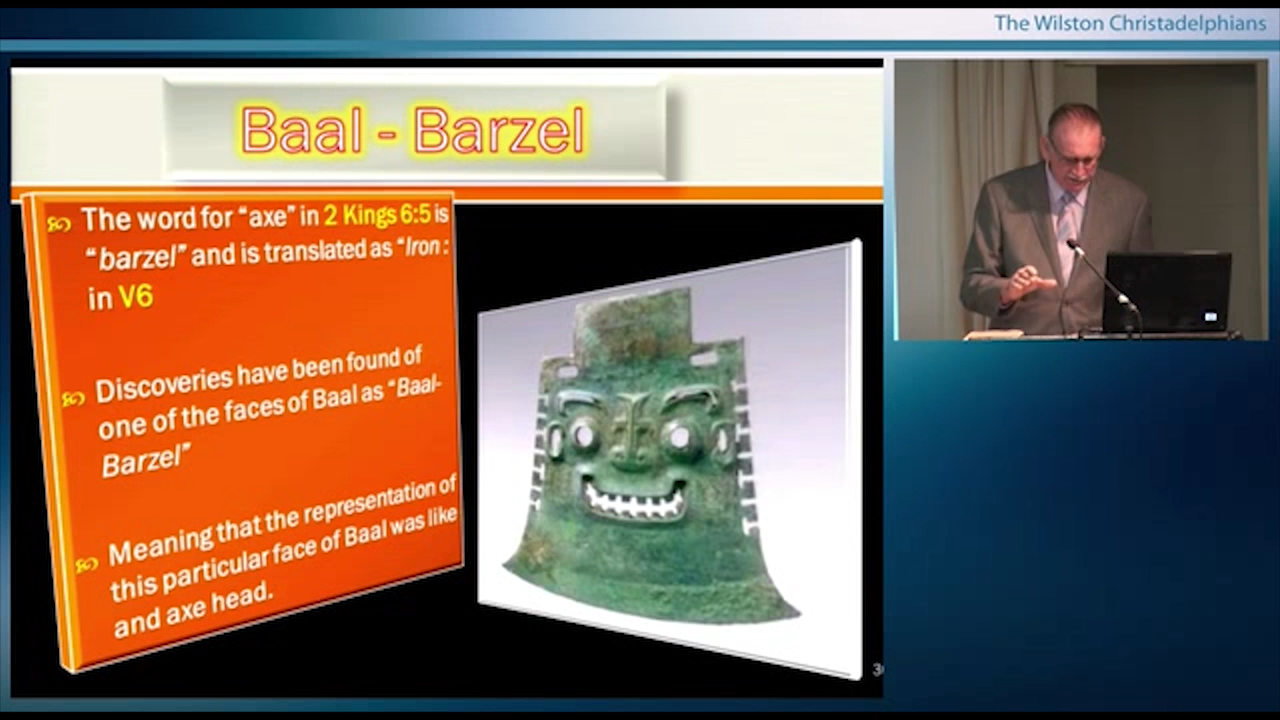 The Wilston Christadelphians
Baal - Barzel
The word for “axe” in 2 Kings 6:5 is
“barzel” and is translated as “Iron :
in V6
Discoveries have been found of
one of the faces of Baal as “Baal-
Barzel”
Meaning that the representation of
this particular face of Baal was like
and axe head.